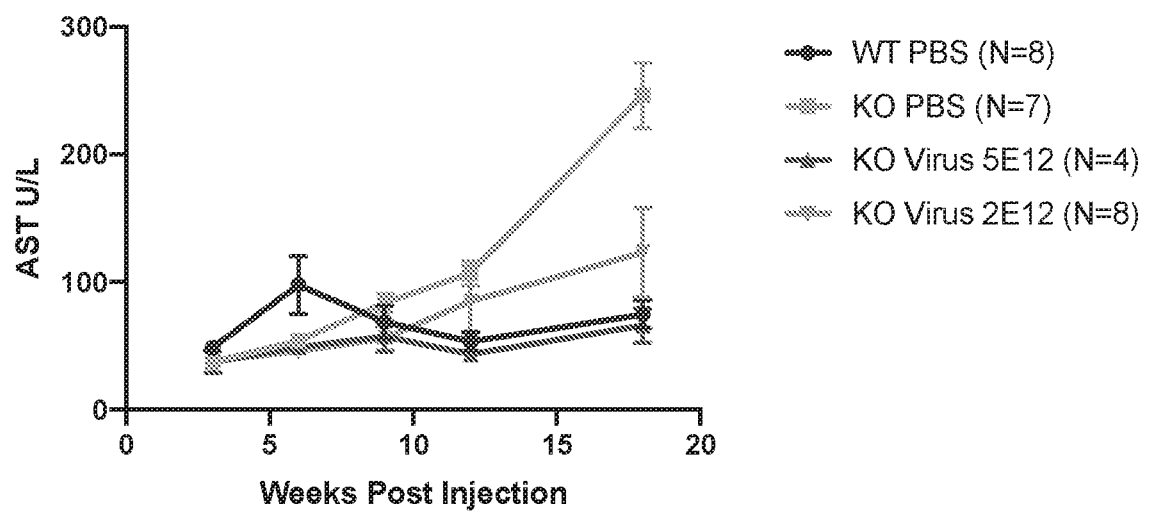 300
200
100
0
AST U/L
0 5 10 15 20
Weeks Post Injection
WT PBS (N=8)
KO PBS (N=7)
KO Virus 5E12 (N=4)
KO Virus 2E12 (N=8)